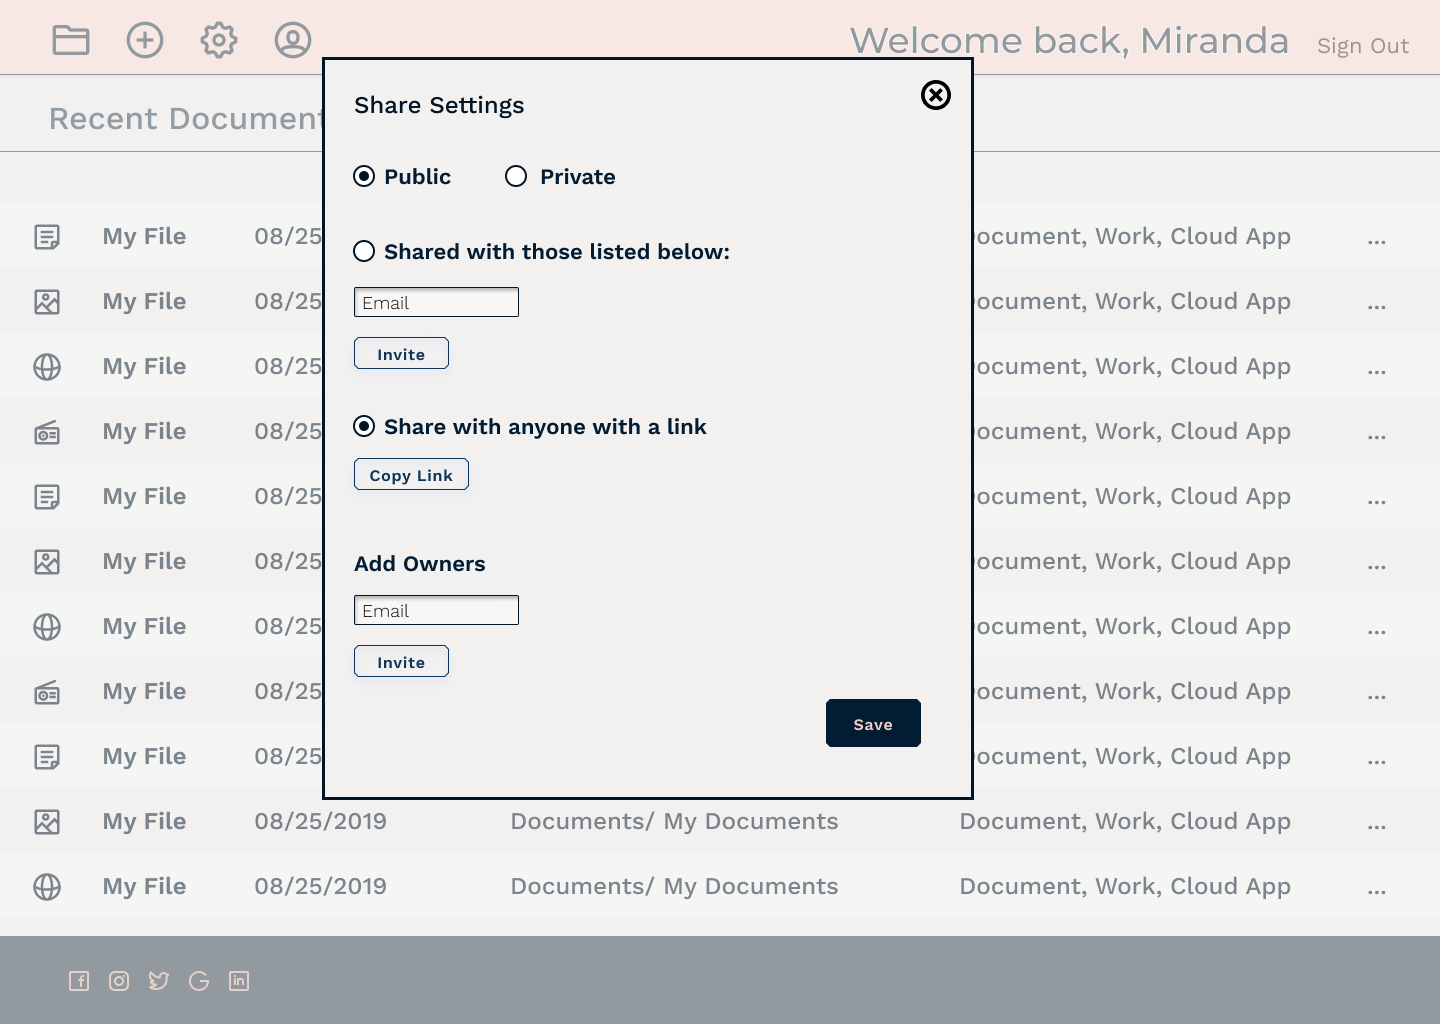 Welcome back, Miranda Sign Out
Recent Document
Share Settings
Public Private
Shared with those listed below:
Email
Invite
Share with anyone with a link
Copy Link
Add Owners
Email
Invite
Save
My File 08/25 ocument, Work, Cloud App ...
My File 08/25 ocument, Work, Cloud App ...
My File 08/25 ocument, Work, Cloud App ...
My File 08/25 ocument, Work, Cloud App ...
My File 08/25 ocument, Work, Cloud App ...
My File 08/25 ocument, Work, Cloud App ...
My File 08/25 ocument, Work, Cloud App ...
My File 08/25 ocument, Work, Cloud App ...
My File 08/25 ocument, Work, Cloud App ...
My File 08/25/2019 Documents/ My Documents Document, Work, Cloud App ...
My File 08/25/2019 Documents/ My Documents Document, Work, Cloud App ...